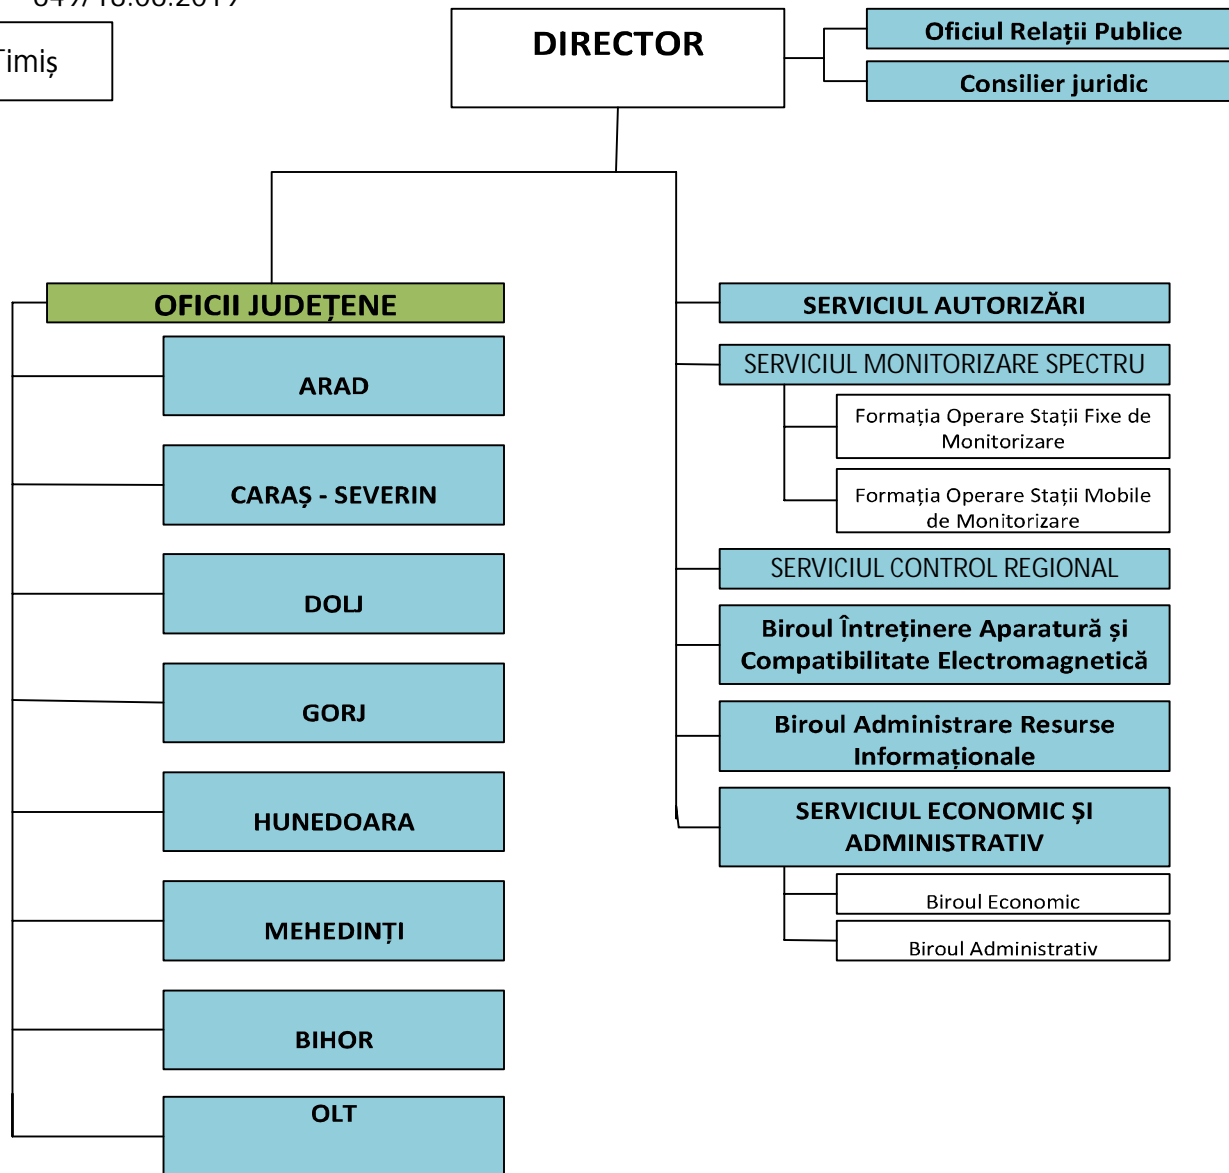 Timiș
DIRECTOR
Oficiul Relații Publice
Consilier juridic
OFICII JUDEȚENE
ARAD
CARAȘ - SEVERIN
DOLJ
GORJ
HUNEDOARA
MEHEDINȚI
BIHOR
OLT
SERVICIUL AUTORIZĂRI
SERVICIUL MONITORIZARE SPECTRU
Formația Operare Stații Fixe de
Monitorizare
Formația Operare Stații Mobile
de Monitorizare
SERVICIUL CONTROL REGIONAL
Biroul Întreținere Aparatură și
Compatibilitate Electromagnetică
Biroul Administrare Resurse
Informaționale
SERVICIUL ECONOMIC ȘI
ADMINISTRATIV
Biroul Economic
Biroul Administrativ